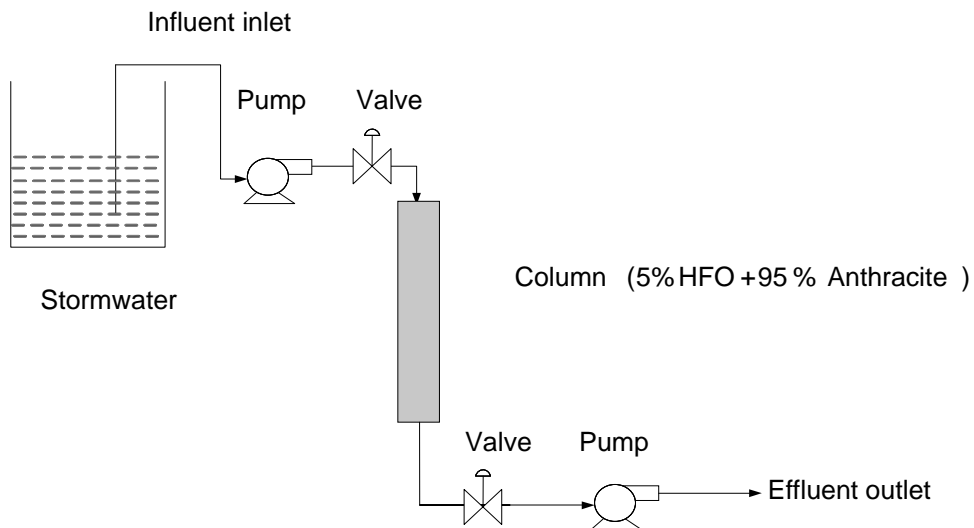 Influent inlet
Pump Valve
Column (5% HFO +95 % Anthracite )
Stormwater
Valve Pump
Effluent outlet